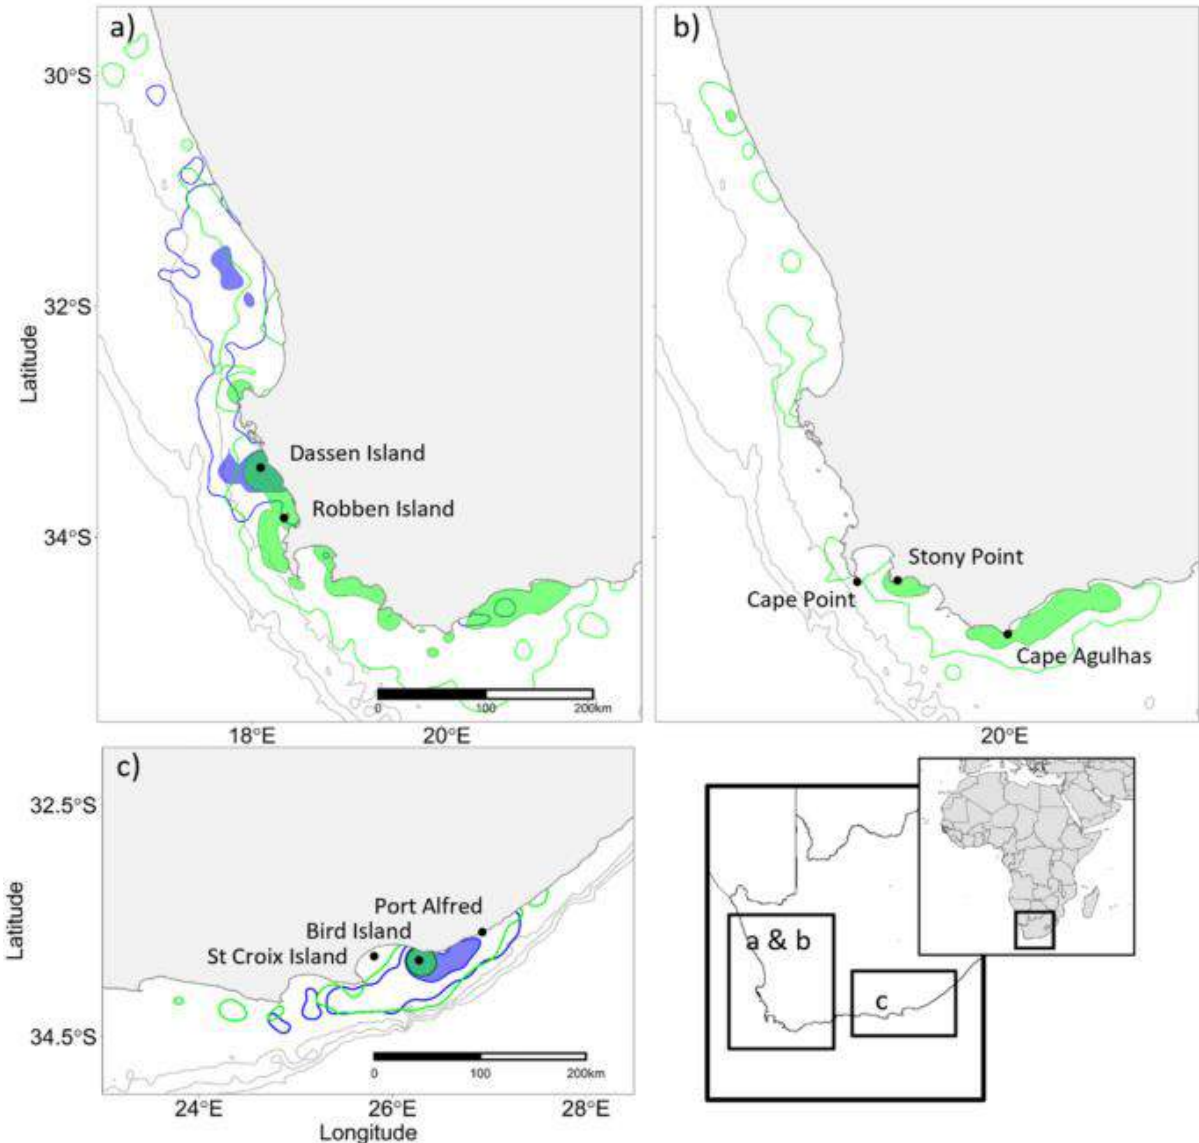 a)
30°S
32°S
34°S
Latitude
Dassen Island
Robben Island
0
100
200km
18°E
20°E
b)
Stony Point
Cape Point
Cape Agulhas
20°E
c)
32.5°S
34.5°S
Latitude
Port Alfred
Bird Island
St Croix Island
0
100
200km
24°E
26°E
28°E
Longitude
a & b
c